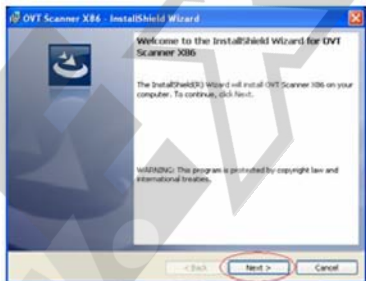 OVT Scanner X86 - InstallShield Wizard
Welcome to the InstallShield Wizard for OVT
Scanner X86
The InstallShield(R) Wizard will install OVT Scanner X86 on your
computer. To continue, click Next.
WARNING: This program is protected by copyright law and
international treaties.
< Back
Next >
Cancel